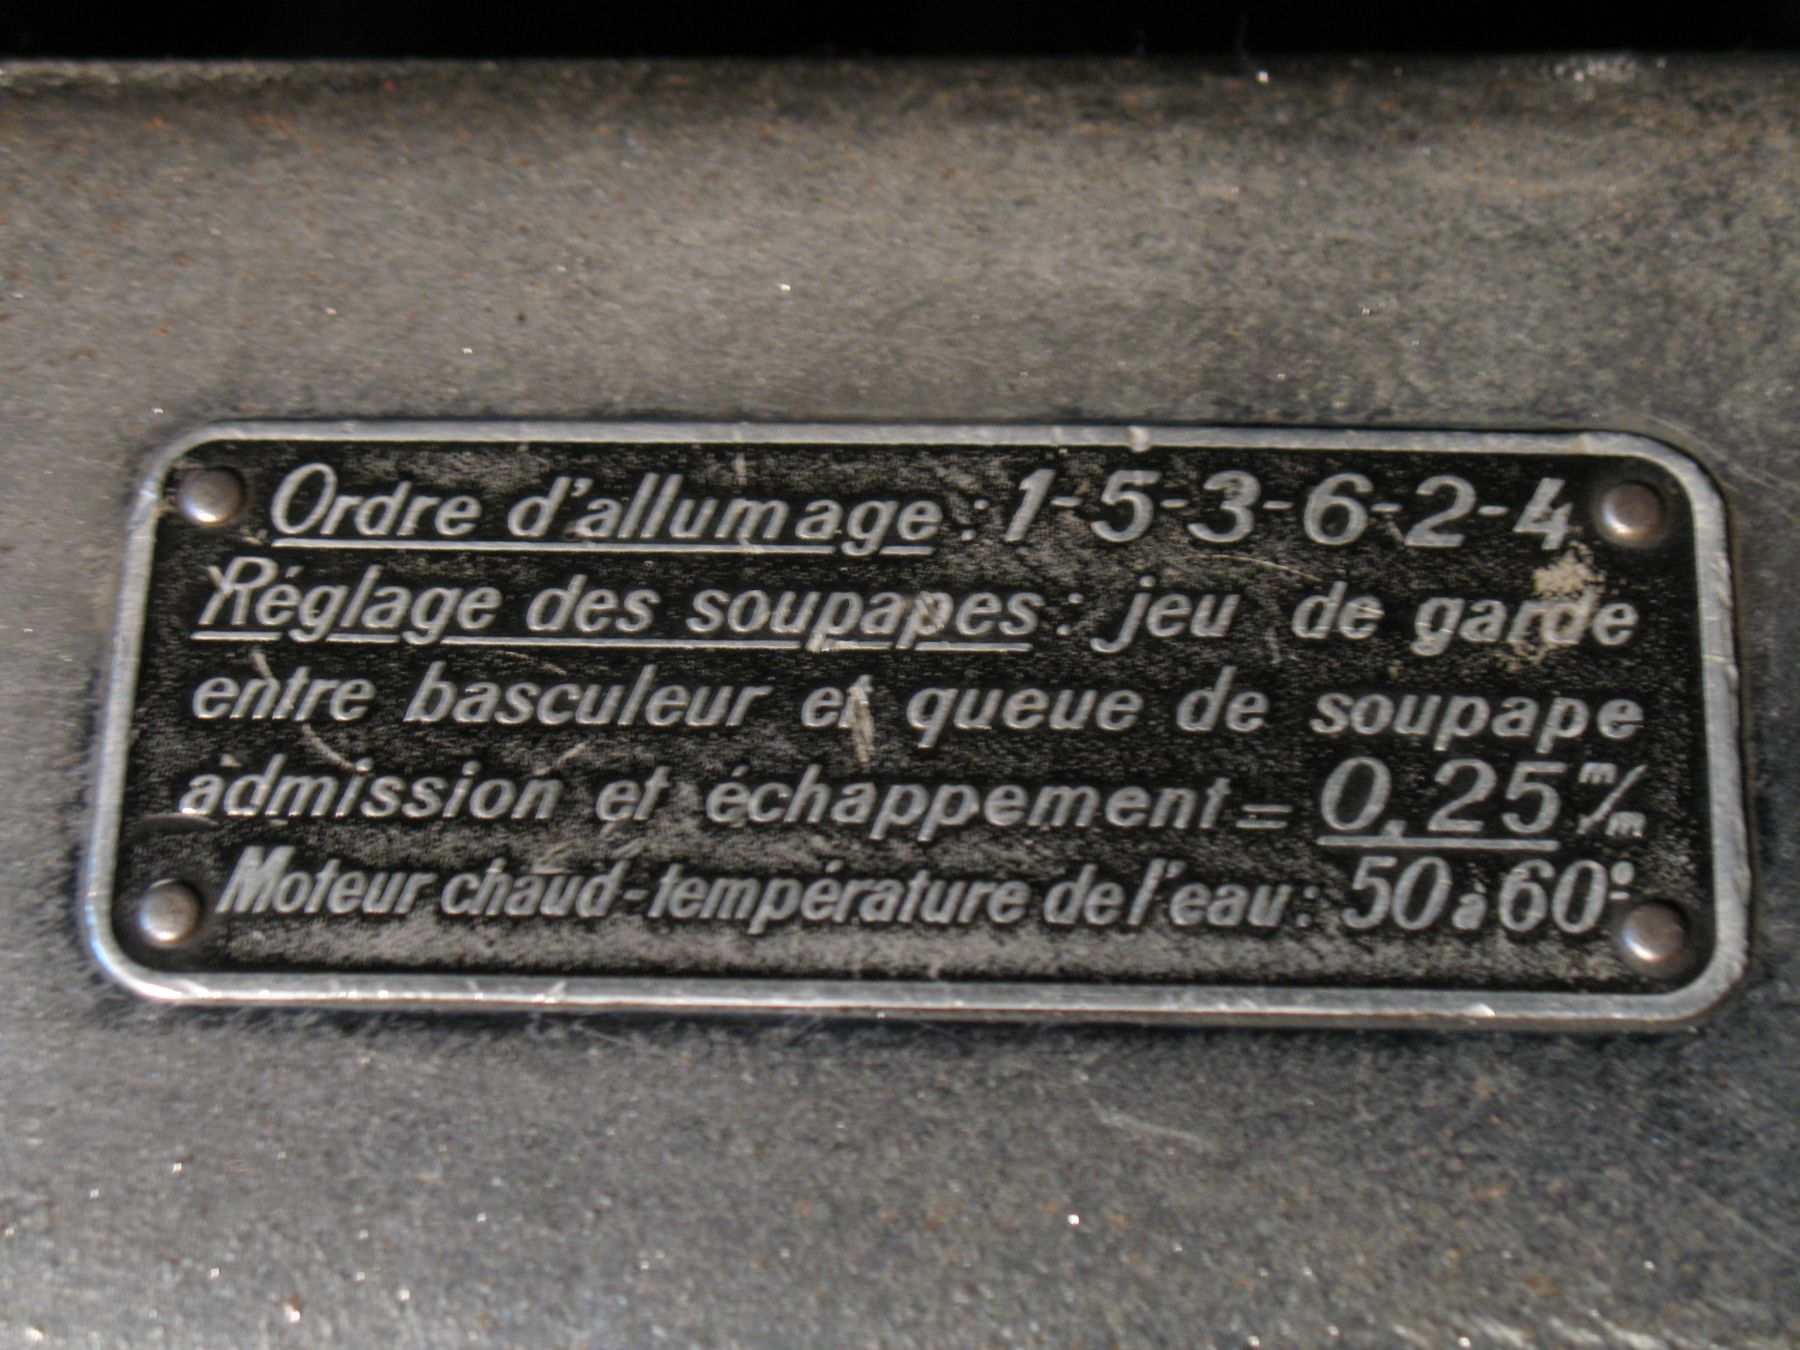 Ordre d'allumage : 1-5-3-6-2-4
Réglage des soupapes : jeu de garde
entre basculeur et queue de soupape
admission et échappement = 0,25 m/m
Moteur chaud - température de l'eau : 50 à 60°